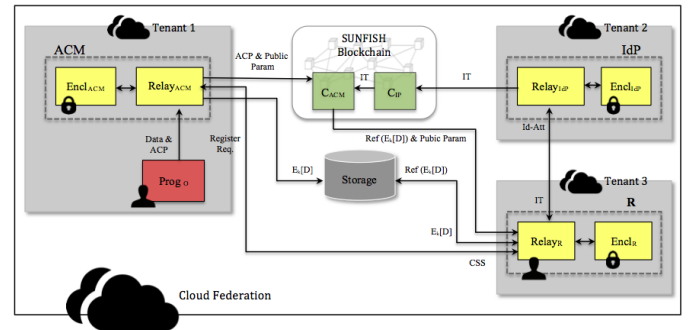 Tenant 1
SUNFISH
Blockchain
Tenant 2
ACM
IdP
ACP & Public
Param
Encl_ACM
Relay_ACM
IT
C_ACM
C_IP
IT
Relay_IdP
Encl_IdP
Data &
ACP
Register
Req.
Ref (E_k[D]) & Pubic Param
Id-Att
Prog_O
E_k[D]
Storage
Ref (E_k[D])
Tenant 3
IT
R
E_k[D]
Relay_R
Encl_R
CSS
Cloud Federation